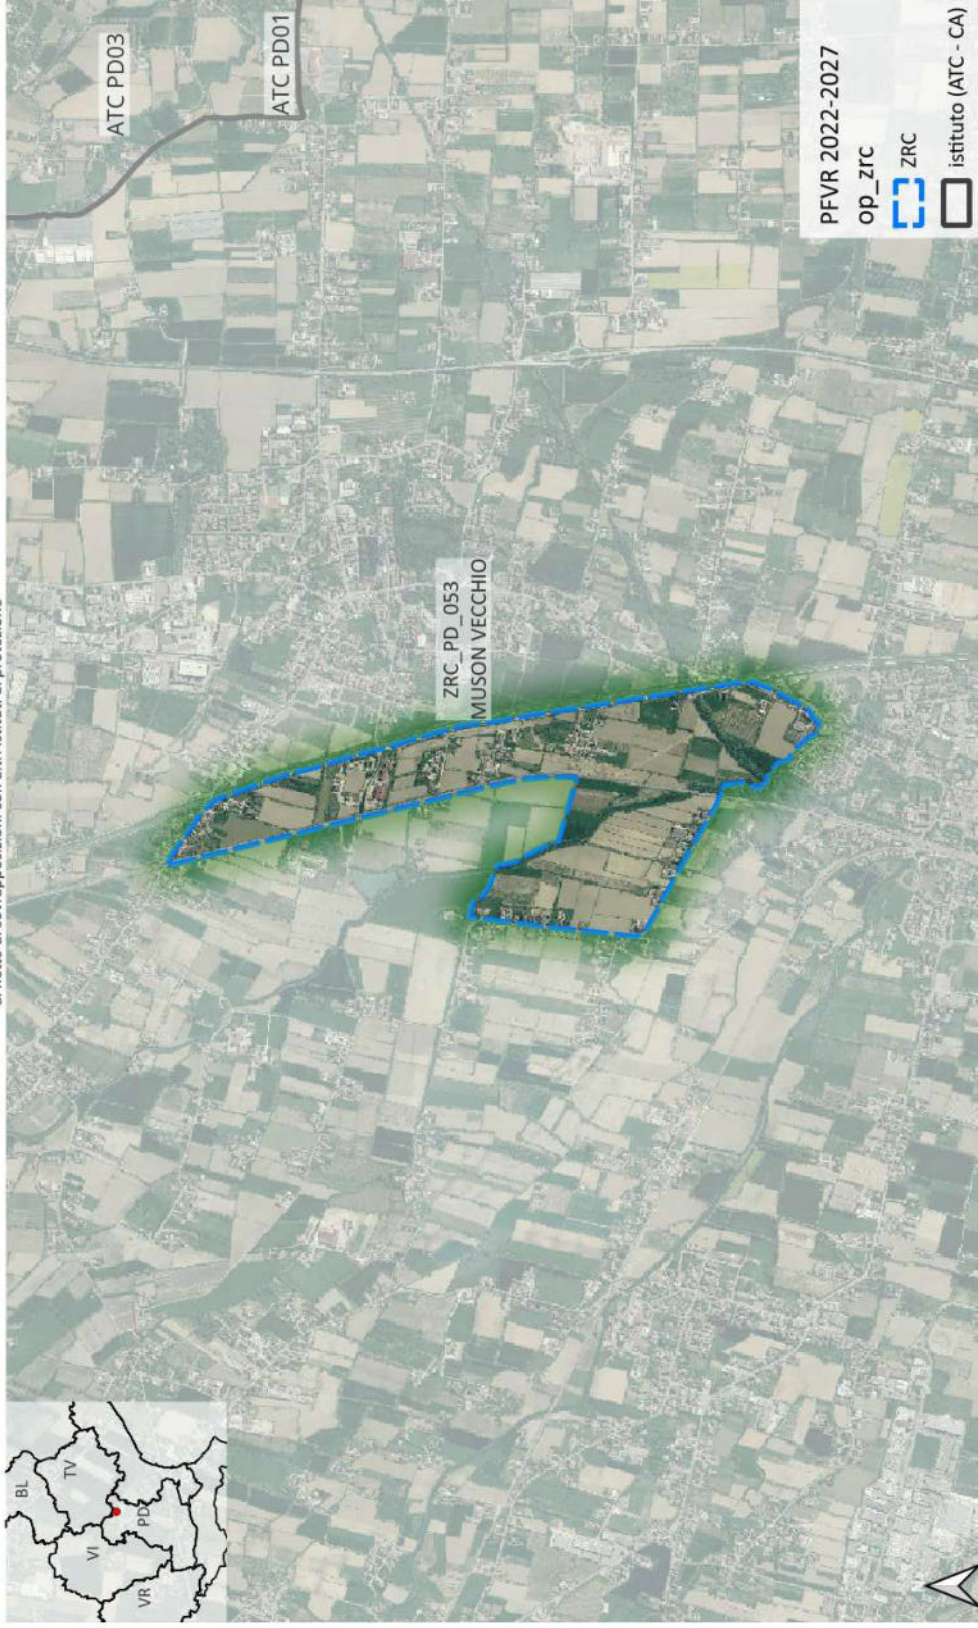 BL
TV
VI
PD
VR
ATC PD03
ATC PD01
ZRC_PD_053
MUSON VECCHIO
PFVR 2022-2027
op_zrc
ZRC
istituto (ATC - CA)